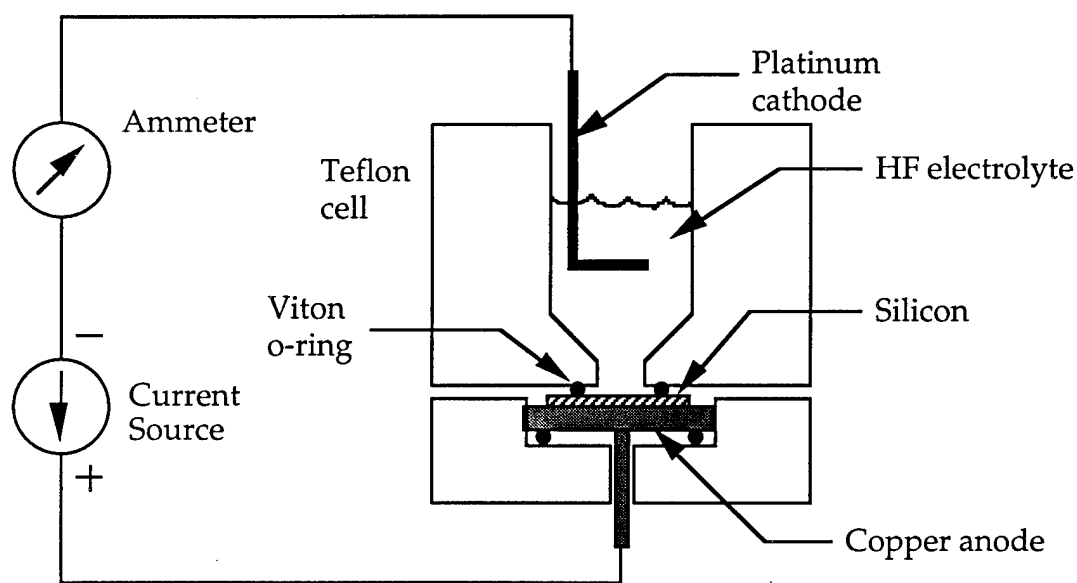 Platinum
cathode
Ammeter
Teflon
cell
HF electrolyte
Viton
o-ring
Silicon
−
Current
Source
+
Copper anode